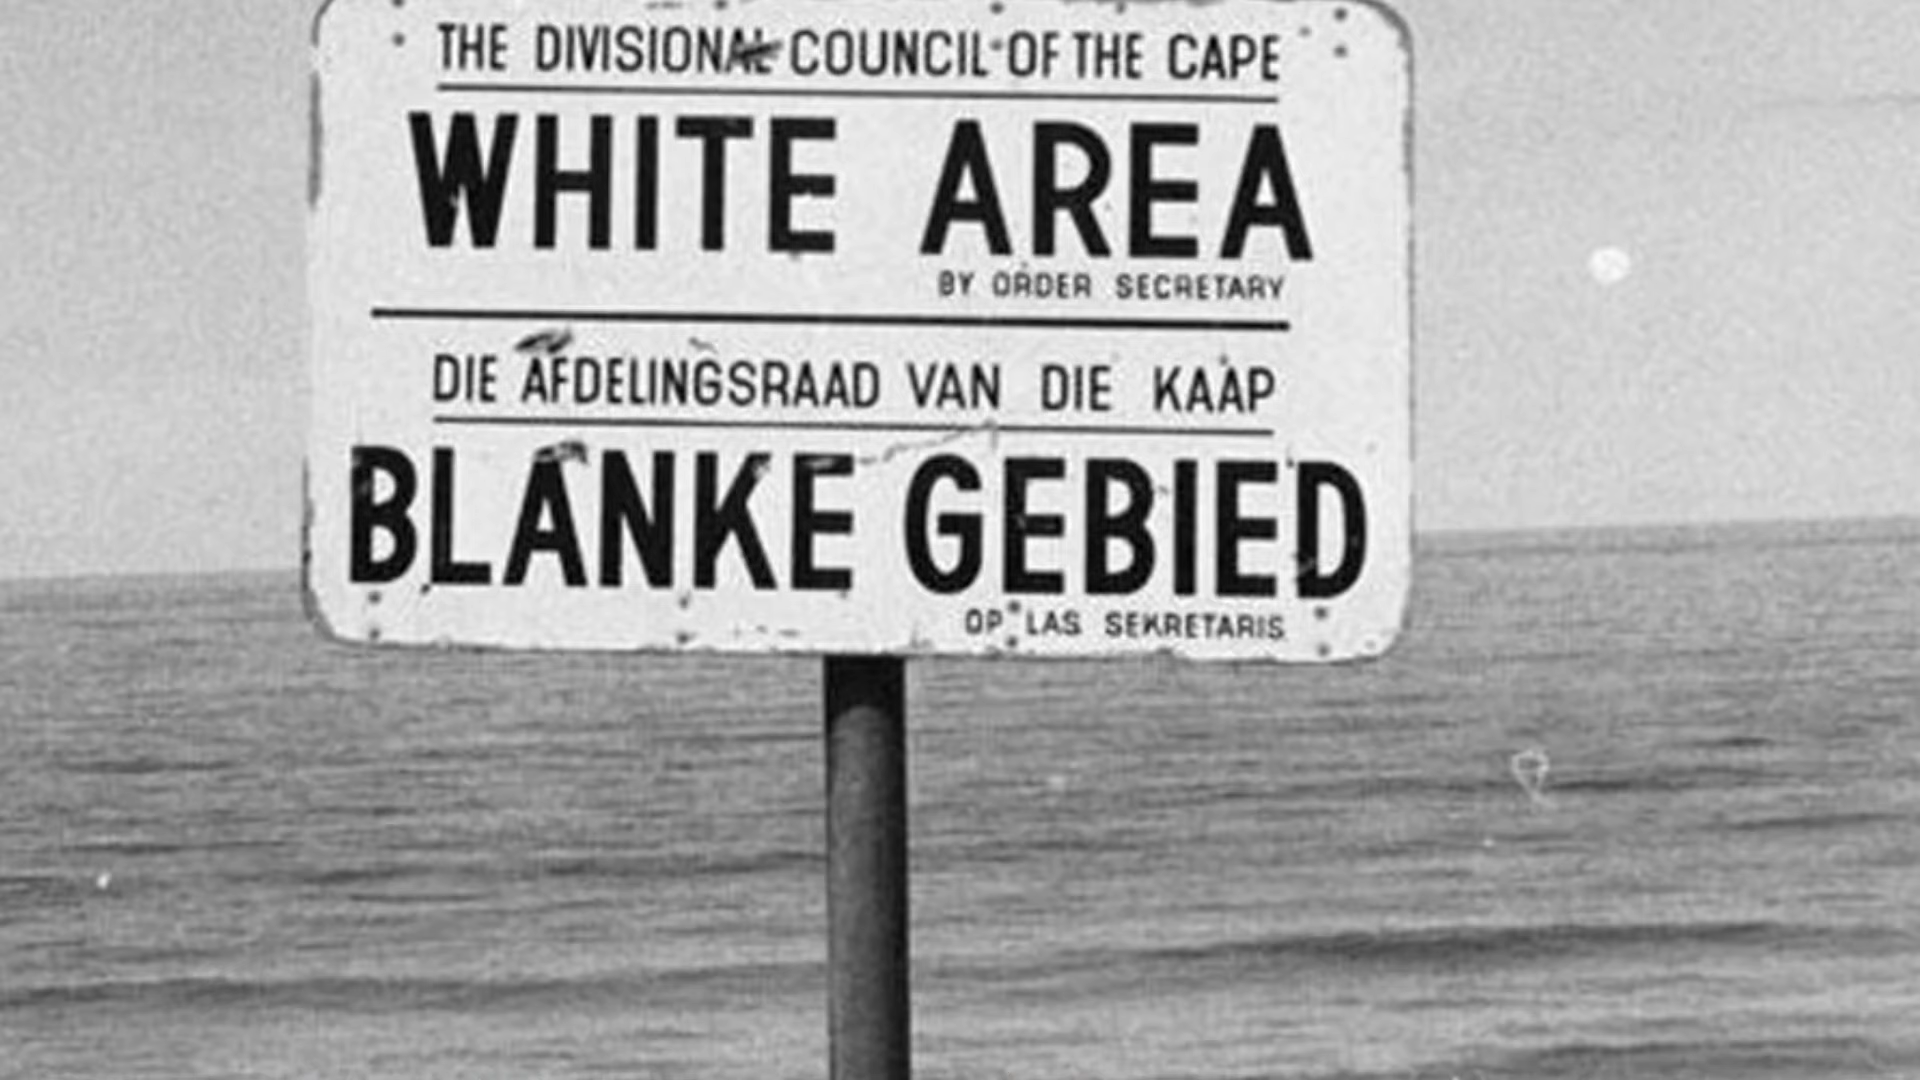 THE DIVISIONAL COUNCIL OF THE CAPE
WHITE AREA
BY ORDER SECRETARY
DIE AFDELINGSRAAD VAN DIE KAAP
BLANKE GEBIED
OP LAS SEKRETARIS